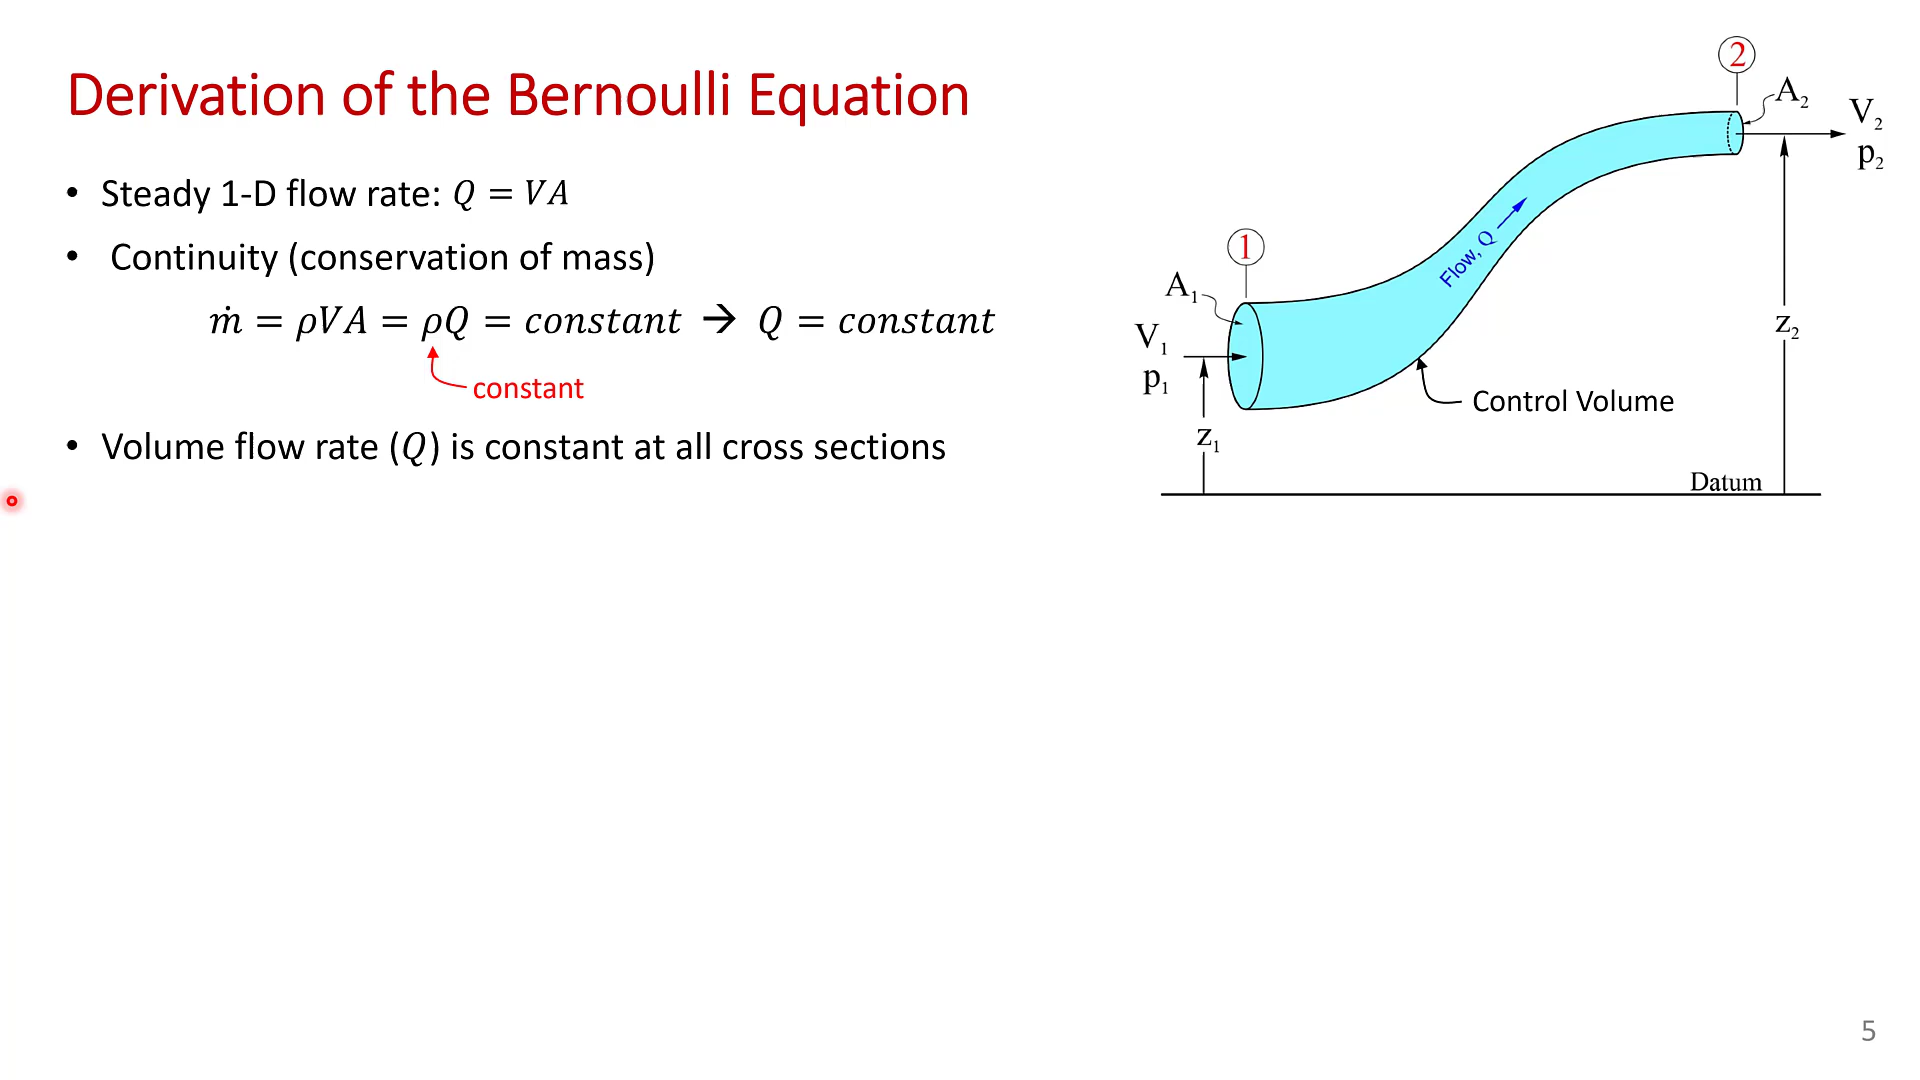 Derivation of the Bernoulli Equation
• Steady 1-D flow rate: Q = VA
• Continuity (conservation of mass)
ṁ = ρVA = ρQ = constant → Q = constant
constant
• Volume flow rate (Q) is constant at all cross sections
2
A₂
V₂
p₂
1
A₁
V₁
p₁
z₁
Flow, Q
z₂
Control Volume
Datum
5